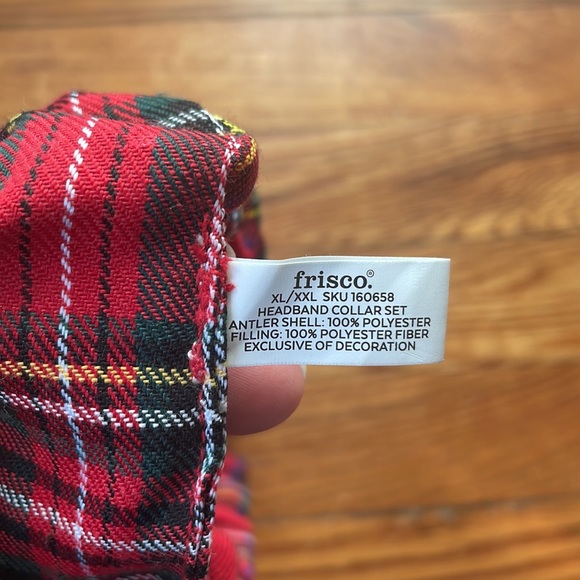 frisco.®
XL/XXL SKU 160658
HEADBAND COLLAR SET
ANTLER SHELL: 100% POLYESTER
FILLING: 100% POLYESTER FIBER
EXCLUSIVE OF DECORATION